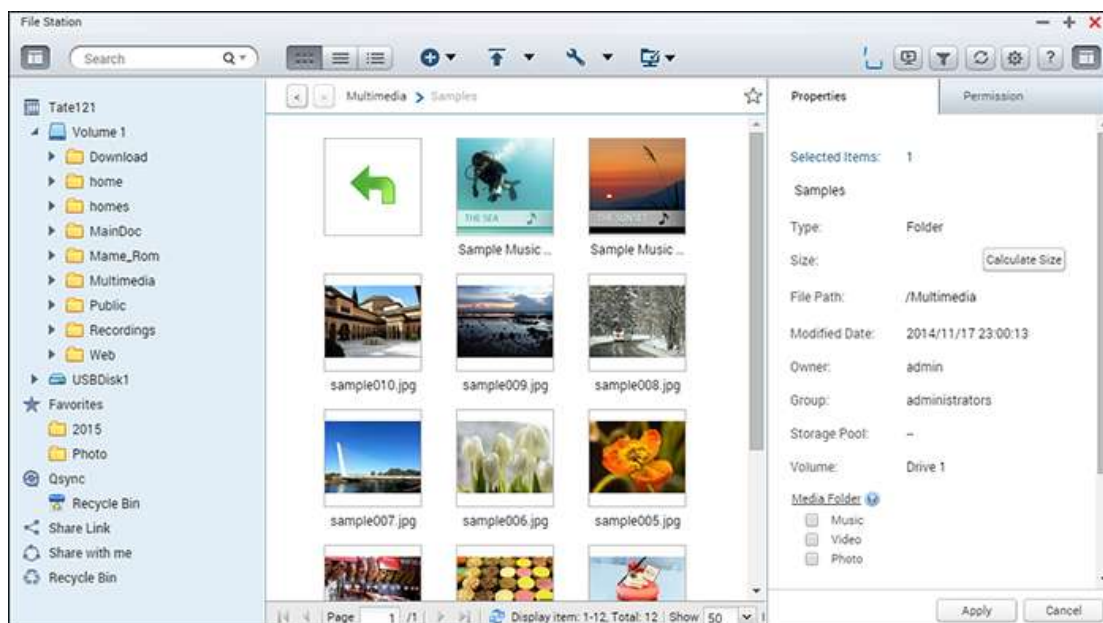 File Station
Search
Tate121
Volume 1
Download
home
homes
MainDoc
Mame_Rom
Multimedia
Public
Recordings
Web
USBDisk1
Favorites
2015
Photo
Qsync
Recycle Bin
Share Link
Share with me
Recycle Bin
Multimedia > Samples
THE SEA
THE SUNSET
Sample Music ...
Sample Music ...
sample010.jpg
sample009.jpg
sample008.jpg
sample007.jpg
sample006.jpg
sample005.jpg
Page 1 /1
Display item: 1-12, Total: 12
Show 50
Properties
Permission
Selected Items: 1
Samples
Type: Folder
Size: Calculate Size
File Path: /Multimedia
Modified Date: 2014/11/17 23:00:13
Owner: admin
Group: administrators
Storage Pool: --
Volume: Drive 1
Media Folder
Music
Video
Photo
Apply
Cancel